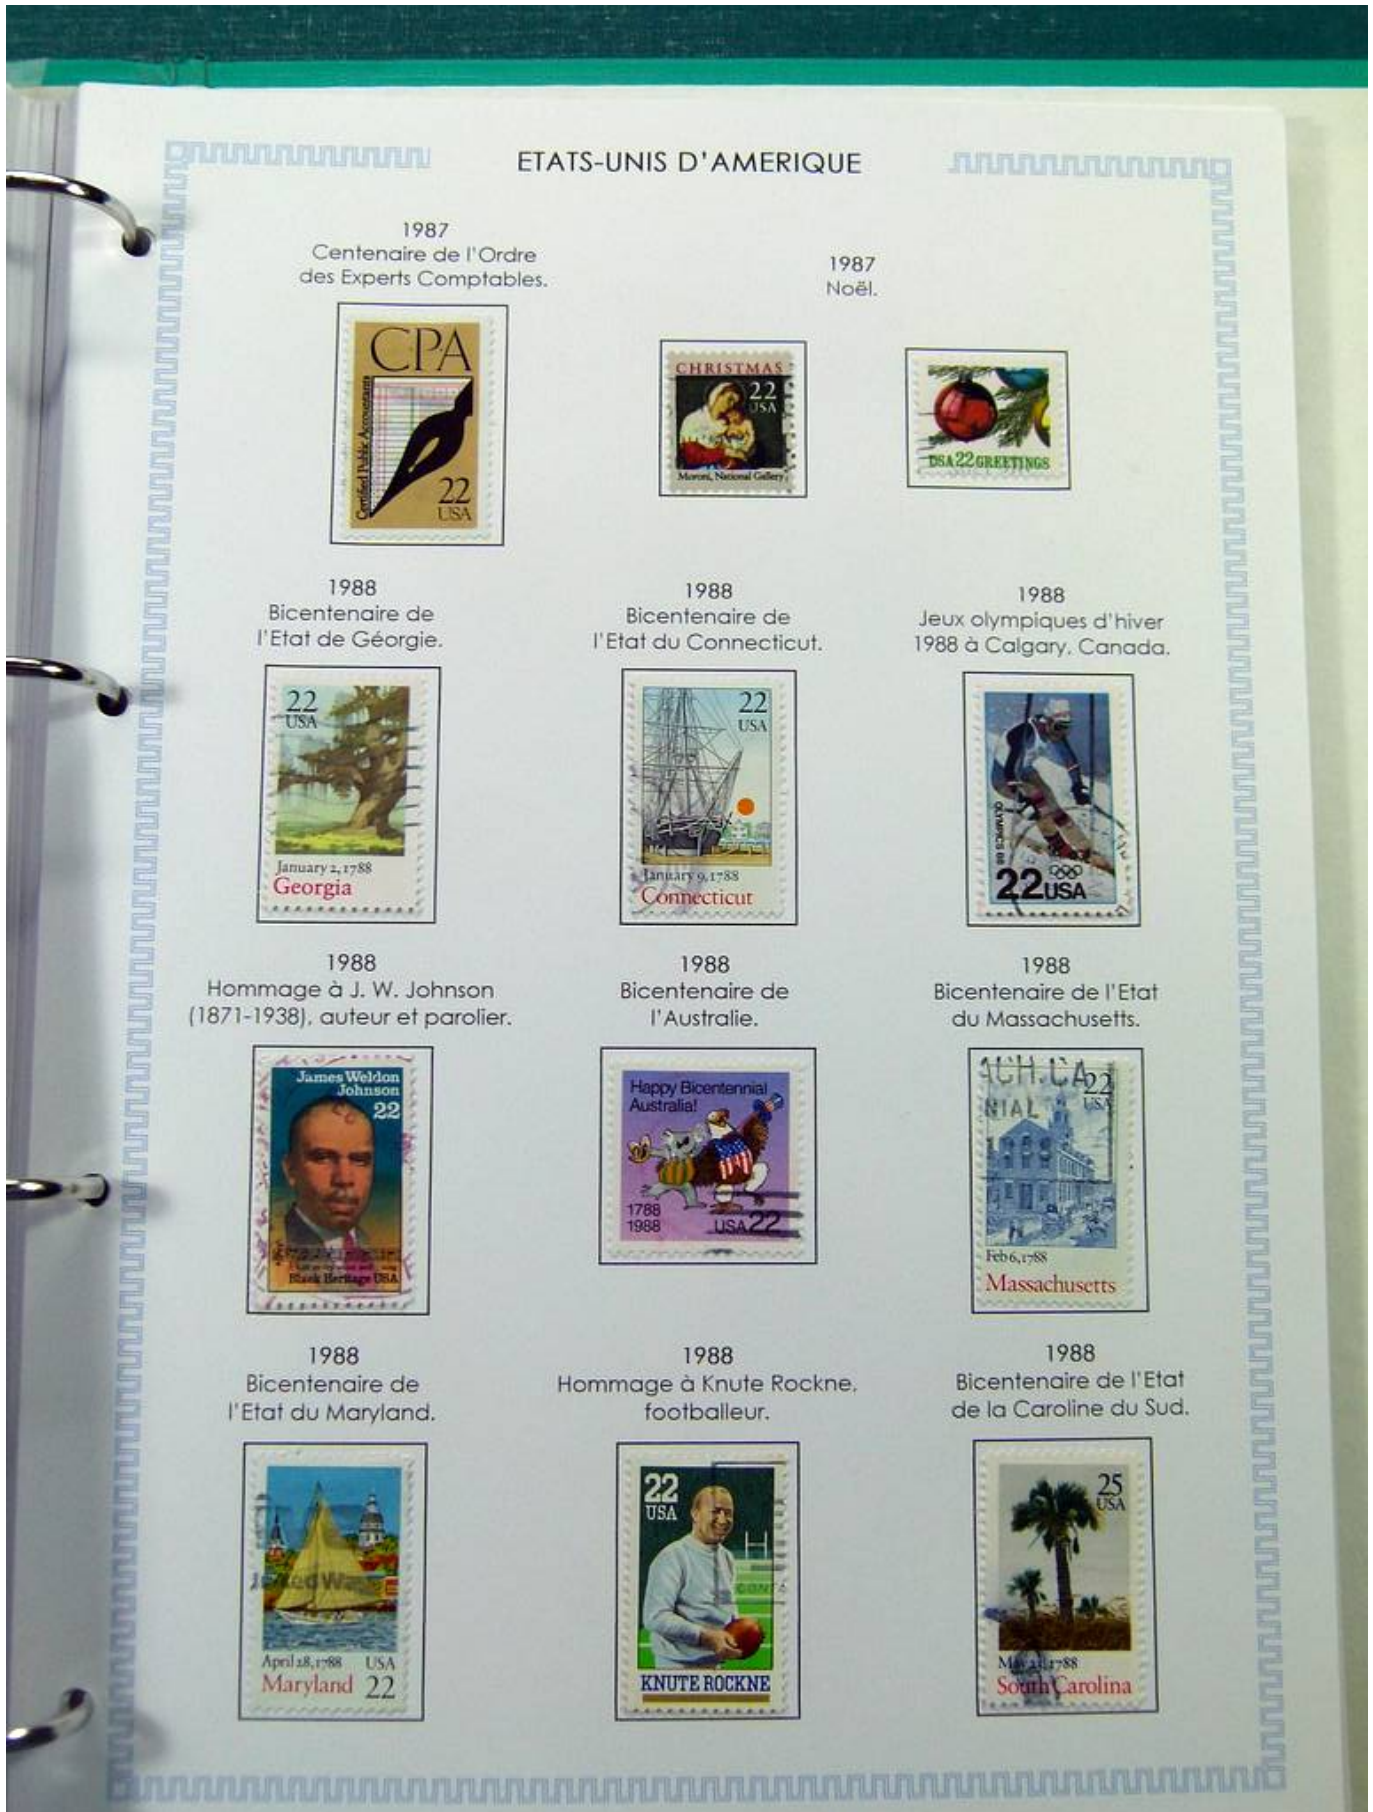 ETATS-UNIS D'AMERIQUE
1987
Centenaire de l'Ordre
des Experts Comptables.
1987
Noël.
CPA
Certified Public Accountants
22
USA
CHRISTMAS
22
USA
Moroni, National Gallery
USA 22 GREETINGS
1988
Bicentenaire de
l'Etat de Géorgie.
1988
Bicentenaire de
l'Etat du Connecticut.
1988
Jeux olympiques d'hiver
1988 à Calgary, Canada.
22
USA
January 2, 1788
Georgia
22
USA
January 9, 1788
Connecticut
OLYMPICS 88
22USA
1988
Hommage à J. W. Johnson
(1871-1938), auteur et parolier.
1988
Bicentenaire de
l'Australie.
1988
Bicentenaire de l'Etat
du Massachusetts.
James Weldon
Johnson
22
Black Heritage USA
Happy Bicentennial
Australia!
1788
1988
USA22
ACH.CA
NIAL
22
USA
Feb 6, 1788
Massachusetts
1988
Bicentenaire de
l'Etat du Maryland.
1988
Hommage à Knute Rockne,
footballeur.
1988
Bicentenaire de l'Etat
de la Caroline du Sud.
April 28, 1788 USA
Maryland 22
22
USA
KNUTE ROCKNE
25
USA
May 23, 1788
South Carolina